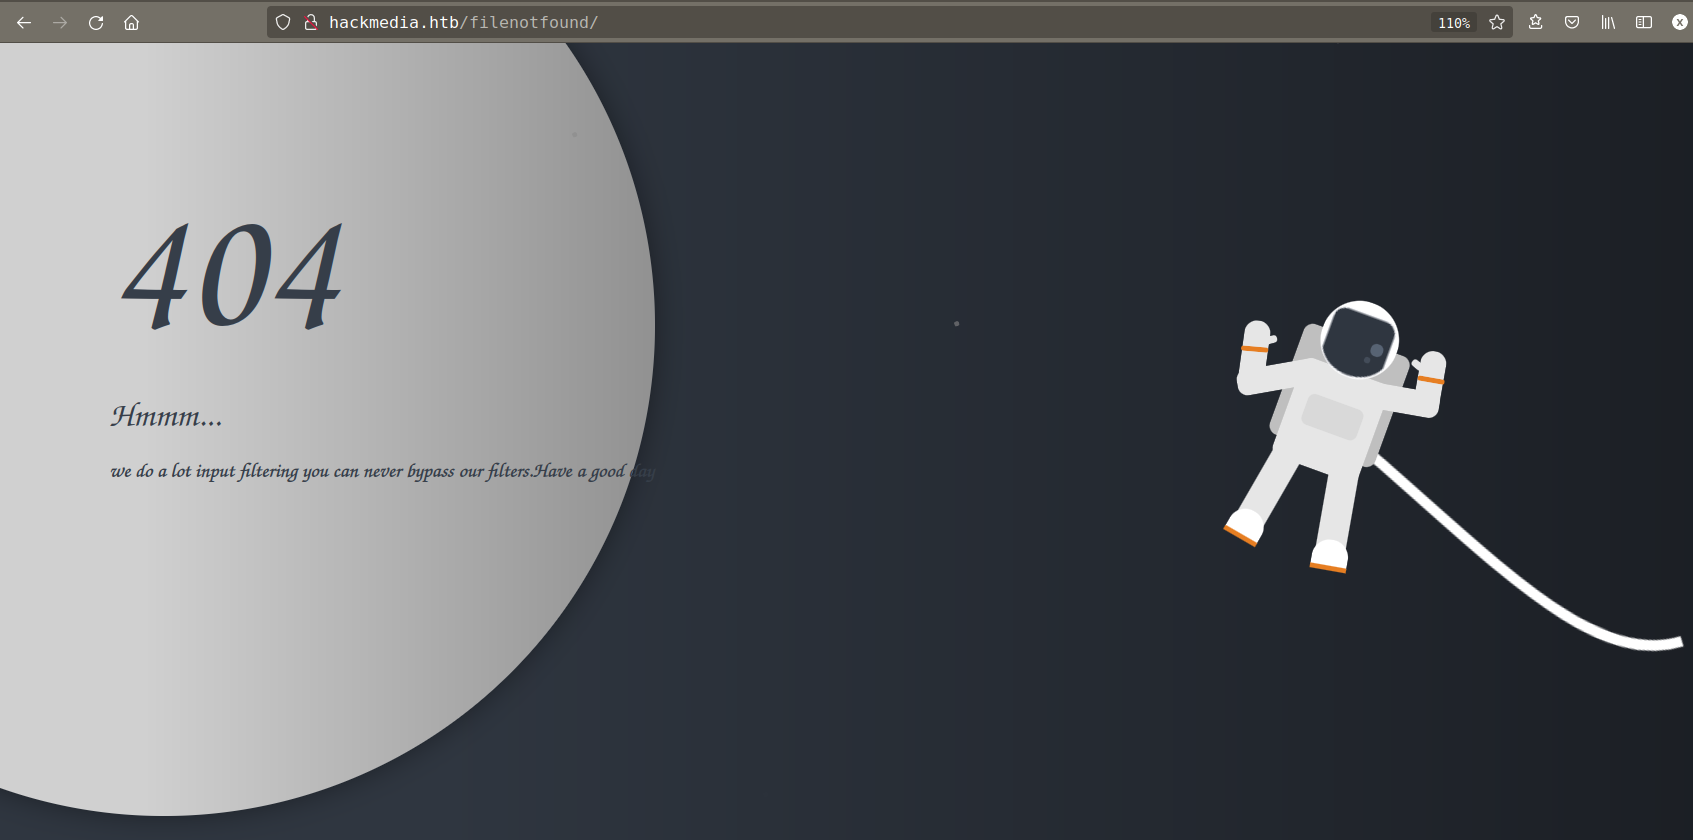 hackmedia.htb/filenotfound/
110%
X
404
Hmmm...
we do a lot input filtering you can never bypass our filters.Have a good day